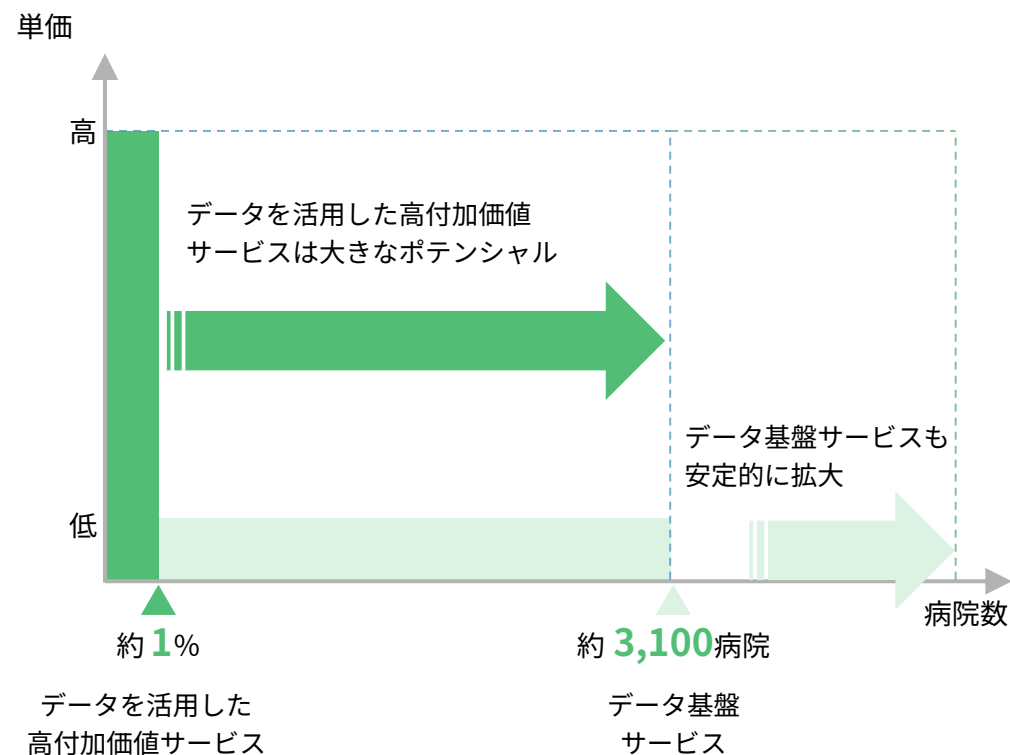 単価
高
データを活用した高付加価値
サービスは大きなポテンシャル
データ基盤サービスも
安定的に拡大
低
病院数
約 1%
約 3,100病院
データを活用した
高付加価値サービス
データ基盤
サービス